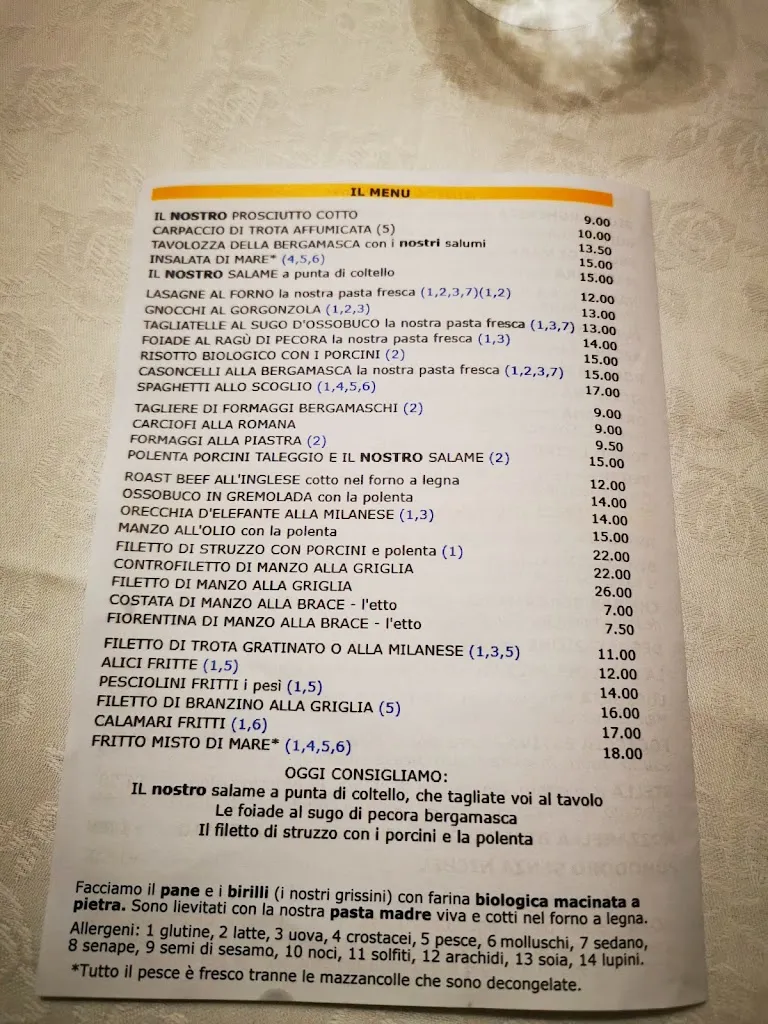 IL MENU
IL NOSTRO PROSCIUTTO COTTO 9.00
CARPACCIO DI TROTA AFFUMICATA (5) 10.00
TAVOLOZZA DELLA BERGAMASCA con i nostri salumi 13.50
INSALATA DI MARE* (4,5,6) 15.00
IL NOSTRO SALAME a punta di coltello 15.00
LASAGNE AL FORNO la nostra pasta fresca (1,2,3,7)(1,2) 12.00
GNOCCHI AL GORGONZOLA (1,2,3) 13.00
TAGLIATELLE AL SUGO D'OSSOBUCO la nostra pasta fresca (1,3,7) 13.00
FOIADE AL RAGÙ DI PECORA la nostra pasta fresca (1,3) 14.00
RISOTTO BIOLOGICO CON I PORCINI (2) 15.00
CASONCELLI ALLA BERGAMASCA la nostra pasta fresca (1,2,3,7) 15.00
SPAGHETTI ALLO SCOGLIO (1,4,5,6) 17.00
TAGLIERE DI FORMAGGI BERGAMASCHI (2) 9.00
CARCIOFI ALLA ROMANA 9.00
FORMAGGI ALLA PIASTRA (2) 9.50
POLENTA PORCINI TALEGGIO E IL NOSTRO SALAME (2) 15.00
ROAST BEEF ALL'INGLESE cotto nel forno a legna 12.00
OSSOBUCO IN GREMOLADA con la polenta 14.00
ORECCHIA D'ELEFANTE ALLA MILANESE (1,3) 14.00
MANZO ALL'OLIO con la polenta 15.00
FILETTO DI STRUZZO CON PORCINI e polenta (1) 22.00
CONTROFILETTO DI MANZO ALLA GRIGLIA 22.00
FILETTO DI MANZO ALLA GRIGLIA 26.00
COSTATA DI MANZO ALLA BRACE - l'etto 7.00
FIORENTINA DI MANZO ALLA BRACE - l'etto 7.50
FILETTO DI TROTA GRATINATO O ALLA MILANESE (1,3,5) 11.00
ALICI FRITTE (1,5) 12.00
PESCIOLINI FRITTI i pesì (1,5) 14.00
FILETTO DI BRANZINO ALLA GRIGLIA (5) 16.00
CALAMARI FRITTI (1,6) 17.00
FRITTO MISTO DI MARE* (1,4,5,6) 18.00
OGGI CONSIGLIAMO:
IL nostro salame a punta di coltello, che tagliate voi al tavolo
Le foiade al sugo di pecora bergamasca
Il filetto di struzzo con i porcini e la polenta
Facciamo il pane e i birilli (i nostri grissini) con farina biologica macinata a
pietra. Sono lievitati con la nostra pasta madre viva e cotti nel forno a legna.
Allergeni: 1 glutine, 2 latte, 3 uova, 4 crostacei, 5 pesce, 6 molluschi, 7 sedano,
8 senape, 9 semi di sesamo, 10 noci, 11 solfiti, 12 arachidi, 13 soia, 14 lupini.
*Tutto il pesce è fresco tranne le mazzancolle che sono decongelate.